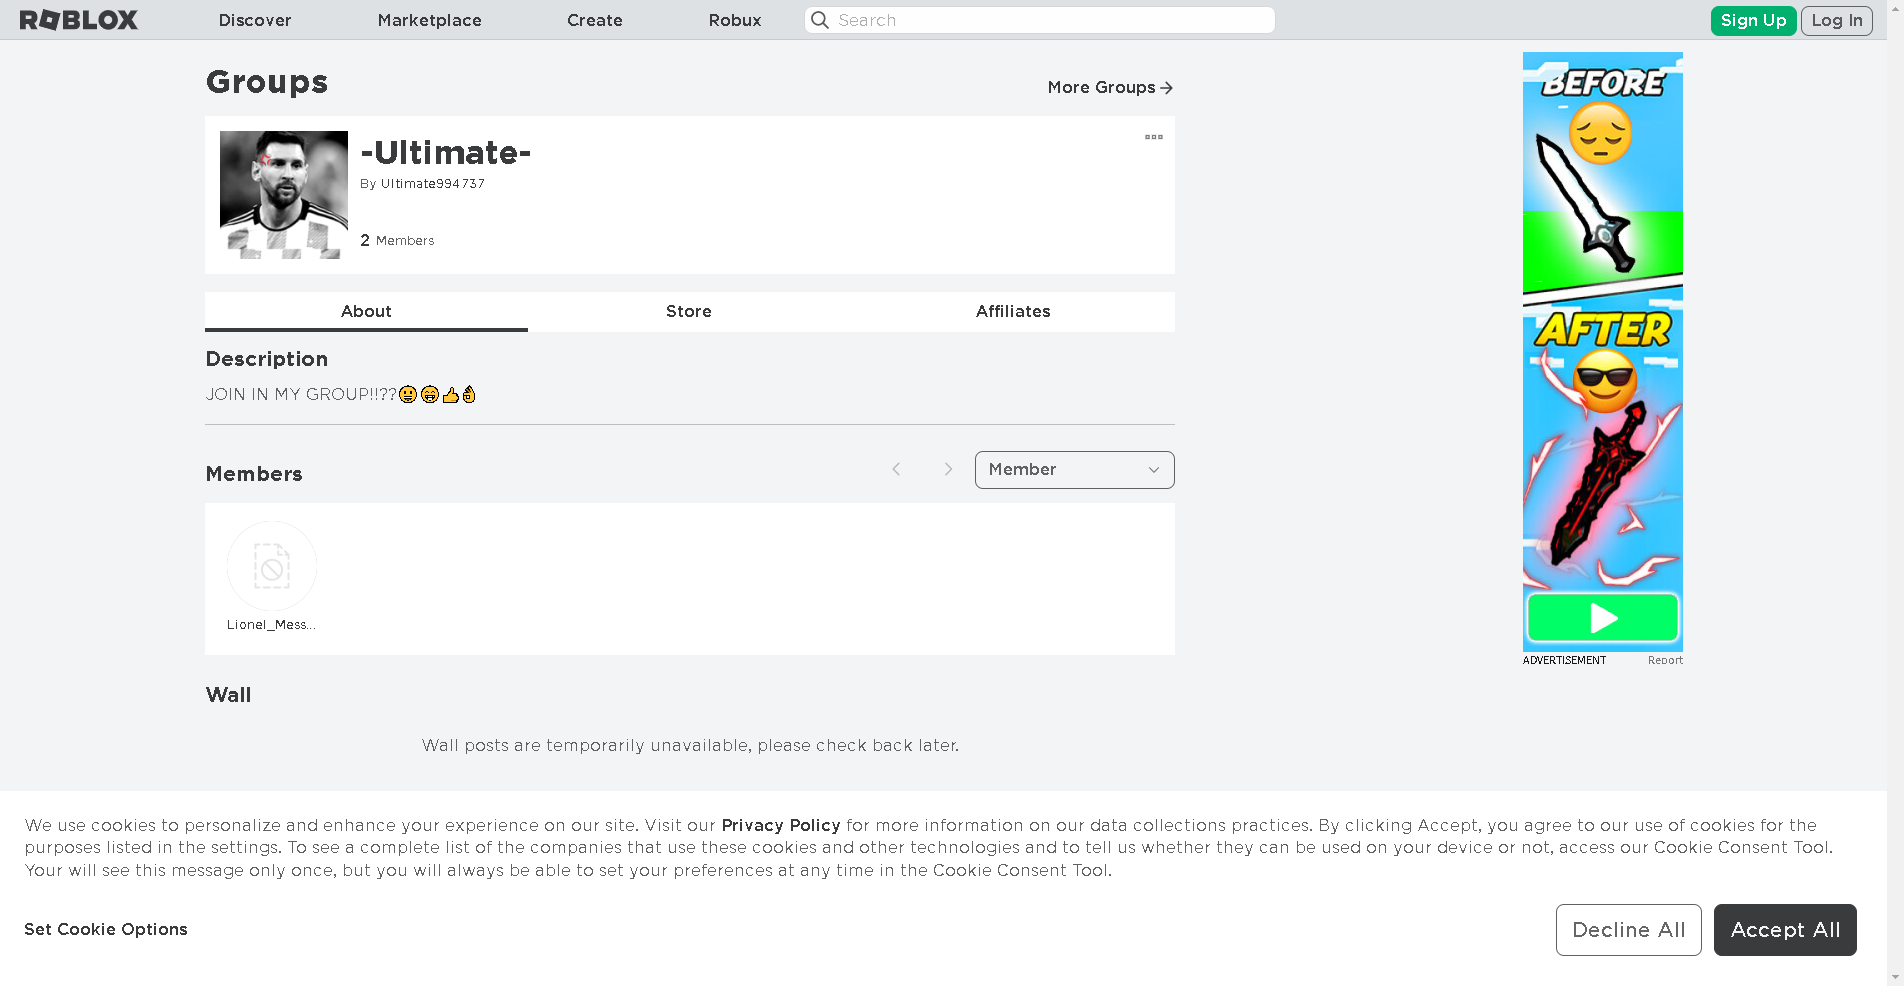 ROBLOX Discover Marketplace Create Robux Search Sign Up Log In
Groups
More Groups
-Ultimate-
By Ultimate994737
2 Members
About Store Affiliates
Description
JOIN IN MY GROUP!!??😀😁👍👌
Members
Member
Lionel_Mess...
Wall
Wall posts are temporarily unavailable, please check back later.
BEFORE
AFTER
ADVERTISEMENT Report
We use cookies to personalize and enhance your experience on our site. Visit our Privacy Policy for more information on our data collections practices. By clicking Accept, you agree to our use of cookies for the
purposes listed in the settings. To see a complete list of the companies that use these cookies and other technologies and to tell us whether they can be used on your device or not, access our Cookie Consent Tool.
Your will see this message only once, but you will always be able to set your preferences at any time in the Cookie Consent Tool.
Set Cookie Options
Decline All Accept All